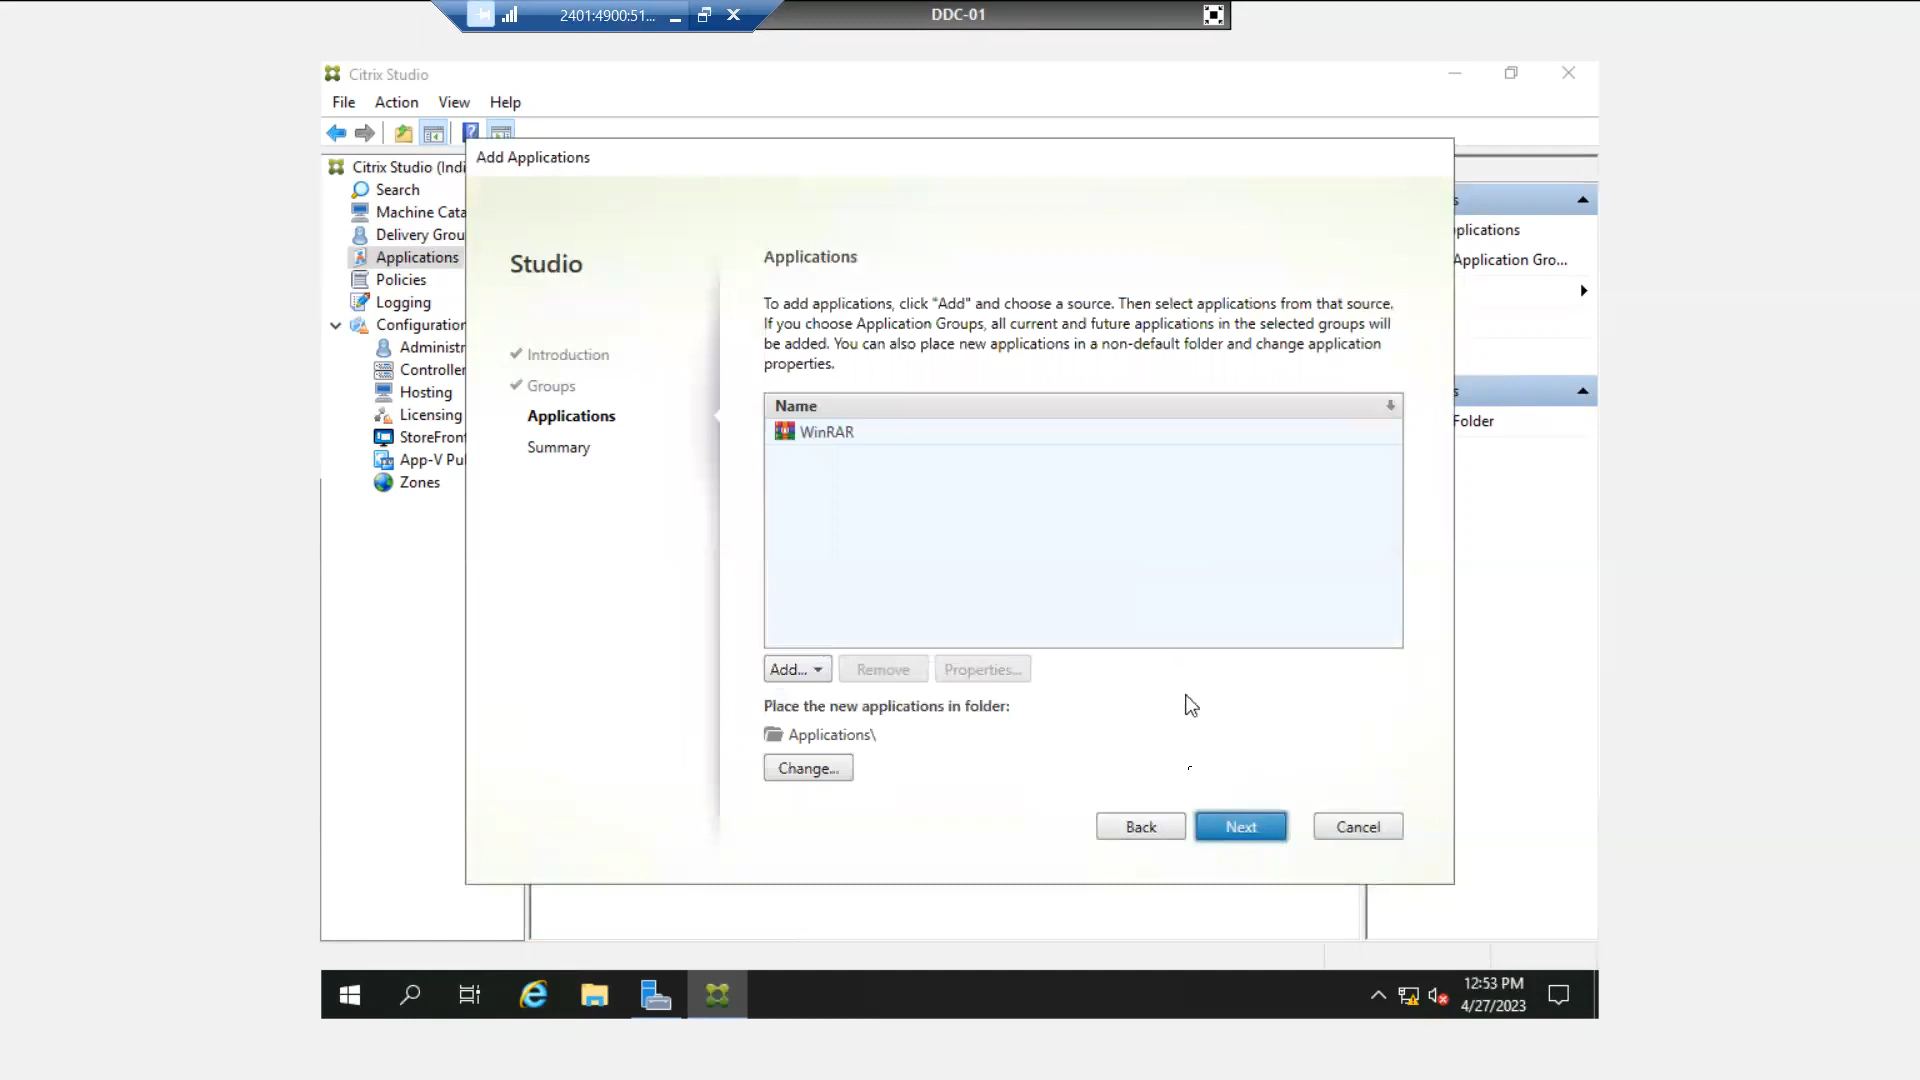 2401:4900:51...
DDC-01
Citrix Studio
File Action View Help
Citrix Studio (Indi
Search
Machine Cata
Delivery Grou
Applications
Policies
Logging
Configuration
Administr
Controller
Hosting
Licensing
StoreFront
App-V Pul
Zones
Add Applications
Studio
Introduction
Groups
Applications
Summary
Applications
To add applications, click "Add" and choose a source. Then select applications from that source.
If you choose Application Groups, all current and future applications in the selected groups will
be added. You can also place new applications in a non-default folder and change application
properties.
Name
WinRAR
Add... Remove Properties...
Place the new applications in folder:
Applications\
Change...
Back Next Cancel
s
plications
Application Gro...
s
Folder
12:53 PM
4/27/2023